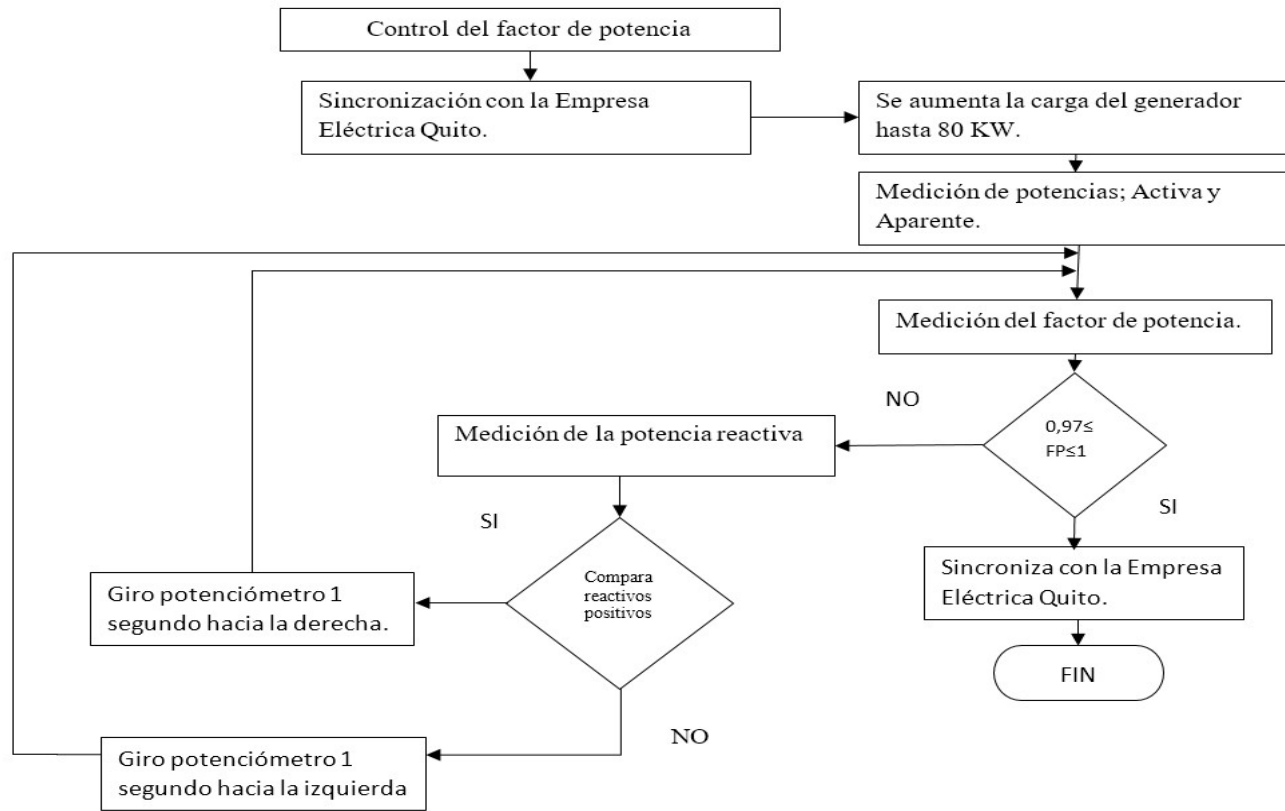 Control del factor de potencia
Sincronización con la Empresa
Eléctrica Quito.
Se aumenta la carga del generador
hasta 80 KW.
Medición de potencias; Activa y
Aparente.
Medición del factor de potencia.
NO
0,97≤
FP≤1
Medición de la potencia reactiva
SI
SI
Compara
reactivos
positivos
Sincroniza con la Empresa
Eléctrica Quito.
Giro potenciómetro 1
segundo hacia la derecha.
FIN
NO
Giro potenciómetro 1
segundo hacia la izquierda